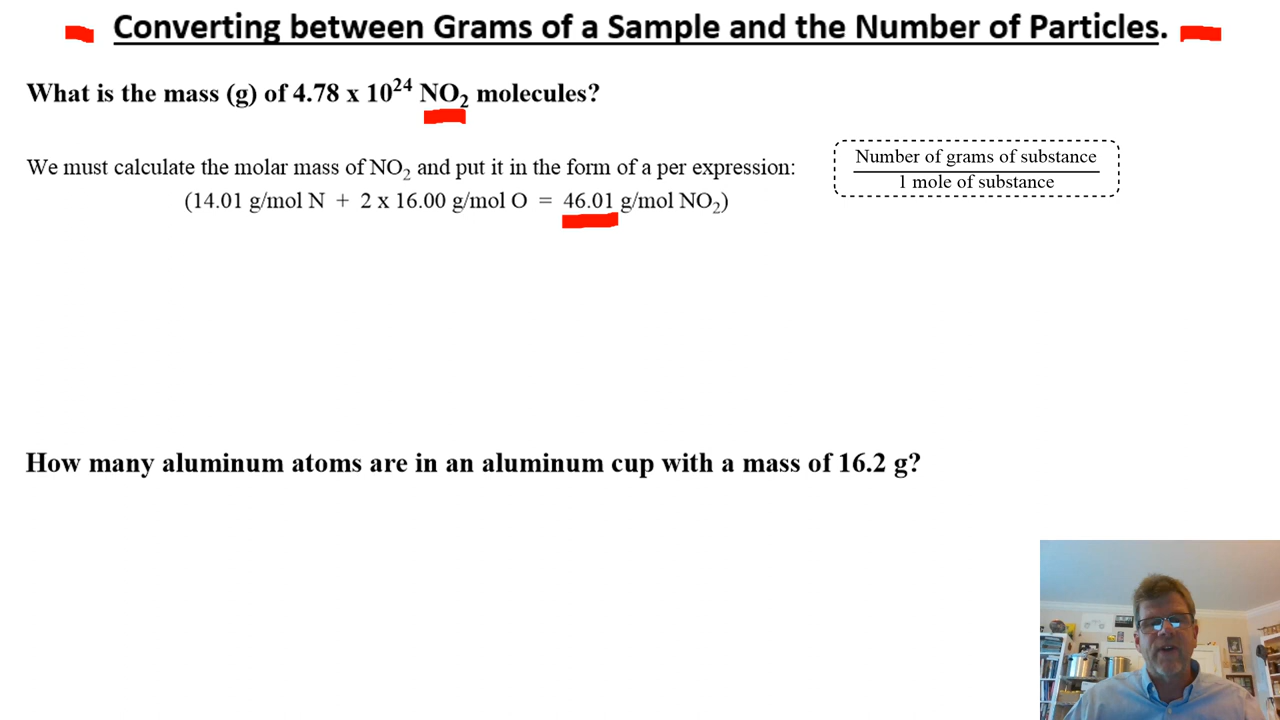 Converting between Grams of a Sample and the Number of Particles.
What is the mass (g) of 4.78 x 10²⁴ NO₂ molecules?
We must calculate the molar mass of NO₂ and put it in the form of a per expression:
(14.01 g/mol N + 2 x 16.00 g/mol O = 46.01 g/mol NO₂)
Number of grams of substance
1 mole of substance
How many aluminum atoms are in an aluminum cup with a mass of 16.2 g?